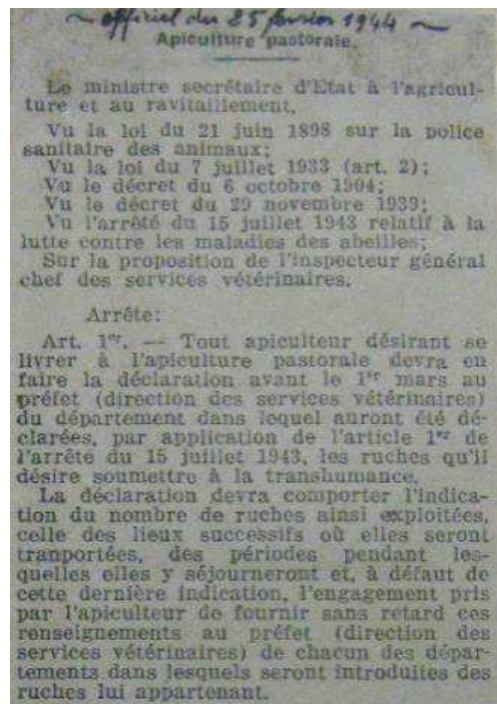 ~ officiel du 25 février 1944 ~
Apiculture pastorale.
Le ministre secrétaire d'Etat à l'agricul-
ture et au ravitaillement,
Vu la loi du 21 juin 1898 sur la police
sanitaire des animaux;
Vu la loi du 7 juillet 1933 (art. 2);
Vu le décret du 6 octobre 1904;
Vu le décret du 29 novembre 1939;
Vu l'arrêté du 15 juillet 1943 relatif à la
lutte contre les maladies des abeilles;
Sur la proposition de l'inspecteur général
chef des services vétérinaires,
Arrête:
Art. 1er. — Tout apiculteur désirant se
livrer à l'apiculture pastorale devra en
faire la déclaration avant le 1er mars au
préfet (direction des services vétérinaires)
du département dans lequel auront été dé-
clarées, par application de l'article 1er de
l'arrête du 15 juillet 1943, les ruches qu'il
désire soumettre à la transhumance.
La déclaration devra comporter l'indica-
tion du nombre de ruches ainsi exploitées,
celle des lieux successifs où elles seront
tranportées, des périodes pendant les-
quelles elles y séjourneront et, à défaut de
cette dernière indication, l'engagement pris
par l'apiculteur de fournir sans retard ces
renseignements au préfet (direction des
services vétérinaires) de chacun des dépar-
tements dans lesquels seront introduites des
ruches lui appartenant.